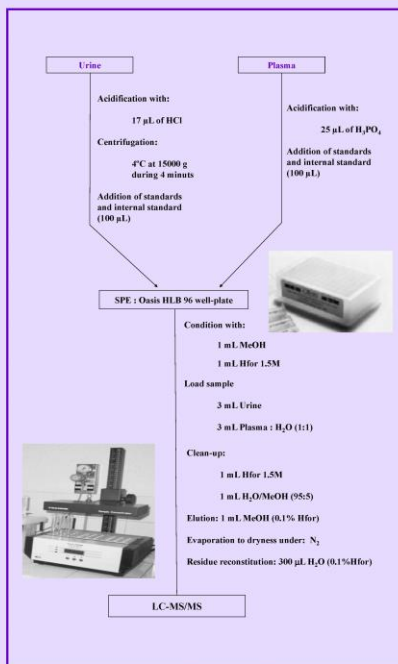 Urine
Acidification with:
17 µL of HCl
Centrifugation:
4°C at 15000 g
during 4 minuts
Addition of standards
and internal standard
(100 µL)
Plasma
Acidification with:
25 µL of H₃PO₄
Addition of standards
and internal standard
(100 µL)
SPE : Oasis HLB 96 well-plate
Condition with:
1 mL MeOH
1 mL Hfor 1.5M
Load sample
3 mL Urine
3 mL Plasma : H₂O (1:1)
Clean-up:
1 mL Hfor 1.5M
1 mL H₂O/MeOH (95:5)
Elution: 1 mL MeOH (0.1% Hfor)
Evaporation to dryness under: N₂
Residue reconstitution: 300 µL H₂O (0.1%Hfor)
LC-MS/MS